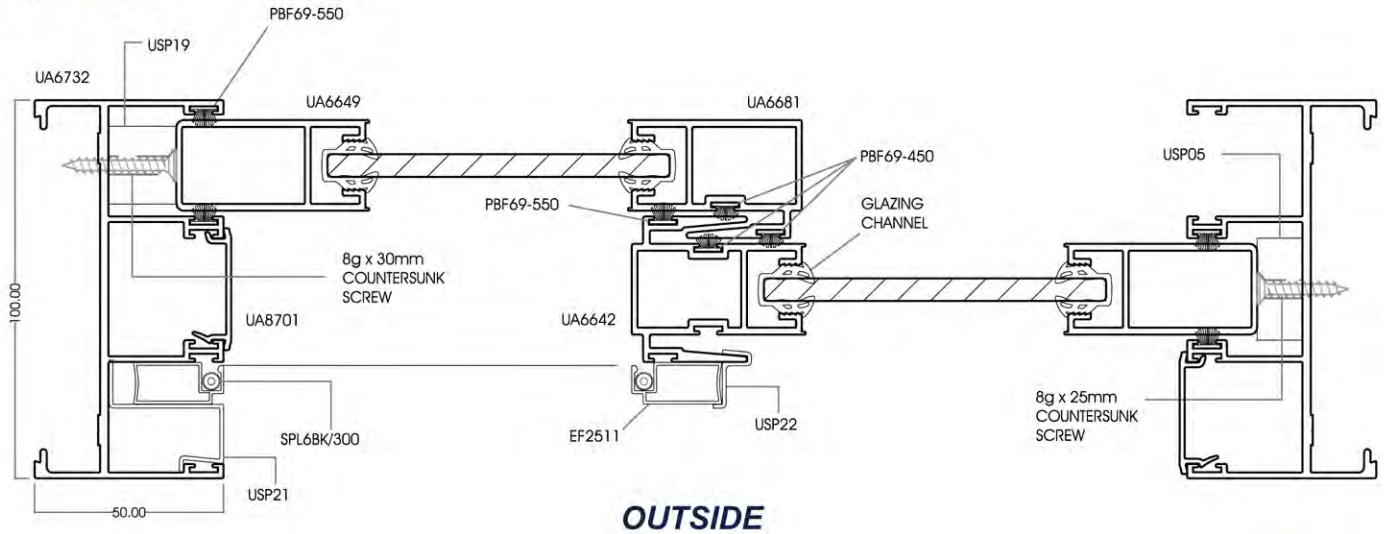 PBF69-550
USP19
UA6732
UA6649
UA6681
PBF69-450
USP05
PBF69-550
GLAZING
CHANNEL
8g x 30mm
COUNTERSUNK
SCREW
100.00
UA8701
UA6642
8g x 25mm
COUNTERSUNK
SCREW
SPL6BK/300
EF2511
USP22
USP21
50.00
OUTSIDE